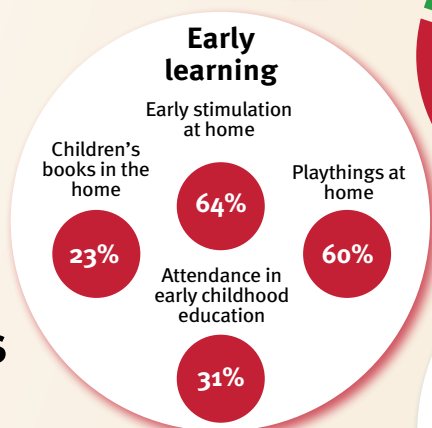 Early
learning
Early stimulation
at home
64%
Children's
books in the
home
23%
Playthings at
home
60%
Attendance in
early childhood
education
31%
s